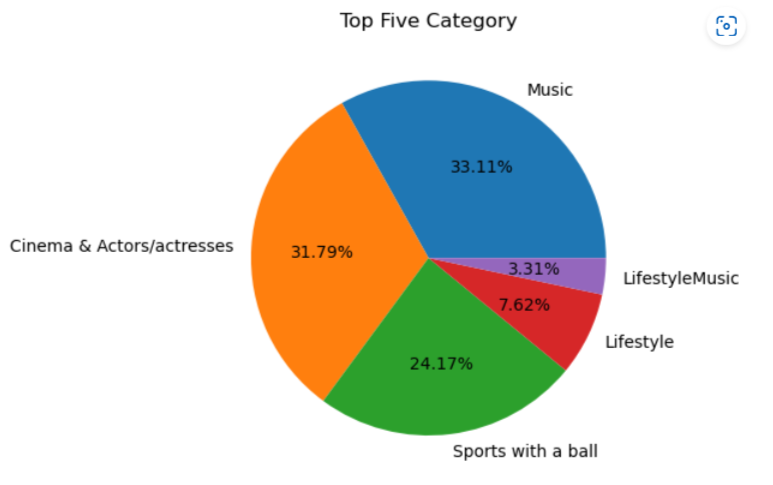 Top Five Category
Music
33.11%
Cinema & Actors/actresses
31.79%
3.31%
LifestyleMusic
7.62%
Lifestyle
24.17%
Sports with a ball